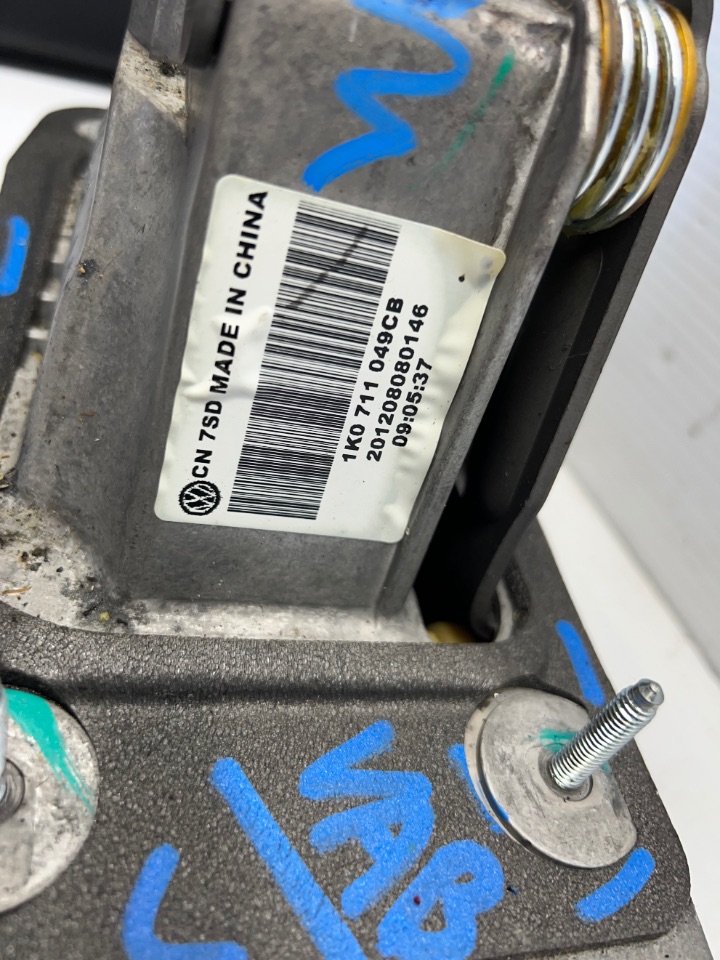 CN 7SD MADE IN CHINA
1K0 711 049CB
201208080146
09:05:37
VAB